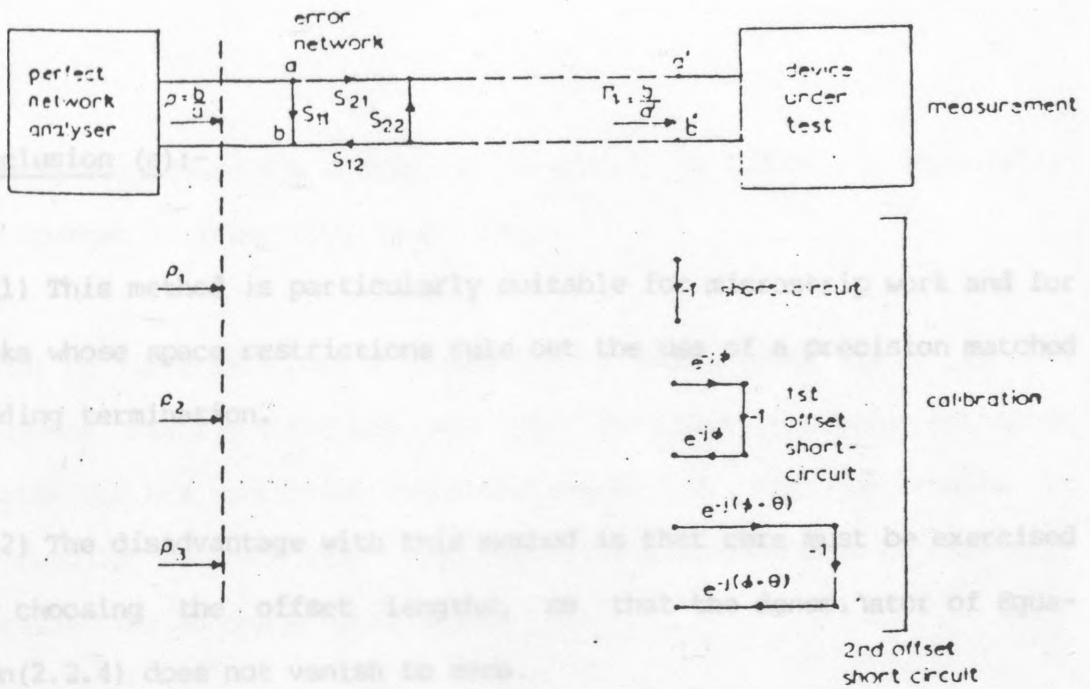 error
network
perfect
network
analyser
ρ = b/a
a
S21
S11
S22
b
S12
a'
Γt = b'/a'
b'
device
under
test
measurement
clusion (a):-
ρ1
-1 short-circuit
1) This method is particularly suitable for microstrip work and for
ks whose space restrictions rule out the use of a precision matched
ding termination.
ρ2
e-jϕ
-1
e-jϕ
1st
offset
short-
circuit
calibration
ρ3
e-j(ϕ+θ)
-1
e-j(ϕ+θ)
2) The disadvantage with this method is that care must be exercised
choosing the offset lengths, so that the denominator of Equa-
n(2.2.4) does not vanish to zero.
2nd offset
short circuit